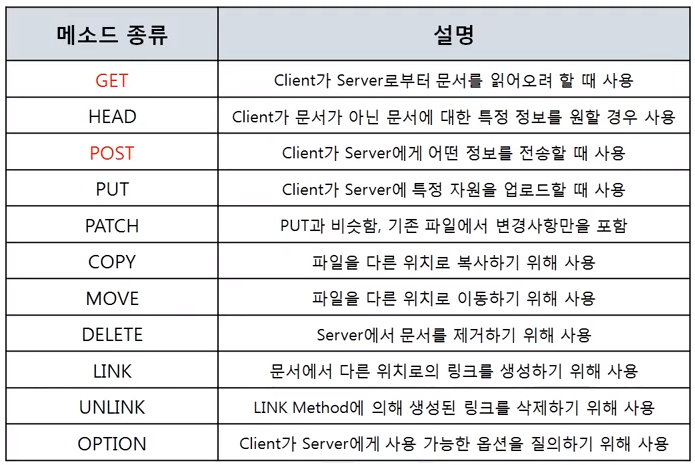 메소드 종류 설명
GET Client가 Server로부터 문서를 읽어오려 할 때 사용
HEAD Client가 문서가 아닌 문서에 대한 특정 정보를 원할 경우 사용
POST Client가 Server에게 어떤 정보를 전송할 때 사용
PUT Client가 Server에 특정 자원을 업로드할 때 사용
PATCH PUT과 비슷함, 기존 파일에서 변경사항만을 포함
COPY 파일을 다른 위치로 복사하기 위해 사용
MOVE 파일을 다른 위치로 이동하기 위해 사용
DELETE Server에서 문서를 제거하기 위해 사용
LINK 문서에서 다른 위치로의 링크를 생성하기 위해 사용
UNLINK LINK Method에 의해 생성된 링크를 삭제하기 위해 사용
OPTION Client가 Server에게 사용 가능한 옵션을 질의하기 위해 사용